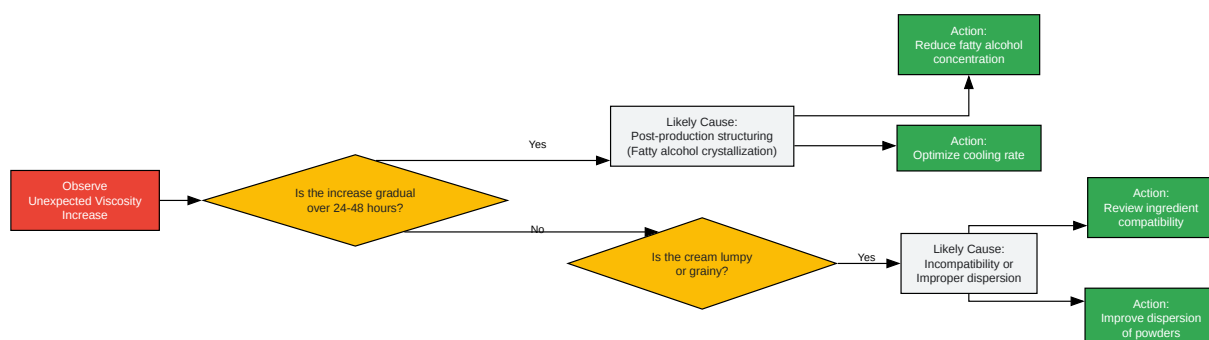 Observe
Unexpected Viscosity
Increase
Is the increase gradual
over 24-48 hours?
Yes
No
Likely Cause:
Post-production structuring
(Fatty alcohol crystallization)
Action:
Reduce fatty alcohol
concentration
Action:
Optimize cooling rate
Is the cream lumpy
or grainy?
Yes
Likely Cause:
Incompatibility or
Improper dispersion
Action:
Review ingredient
compatibility
Action:
Improve dispersion
of powders